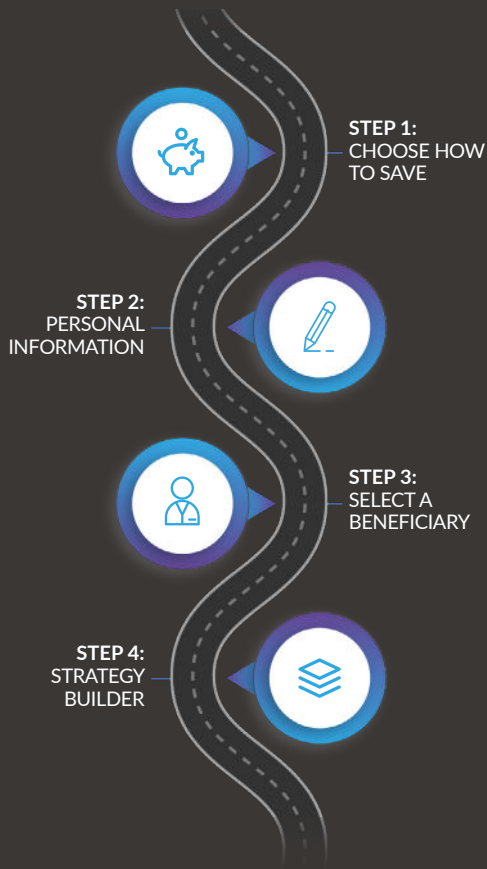 STEP 1:
CHOOSE HOW
TO SAVE
STEP 2:
PERSONAL
INFORMATION
STEP 3:
SELECT A
BENEFICIARY
STEP 4:
STRATEGY
BUILDER